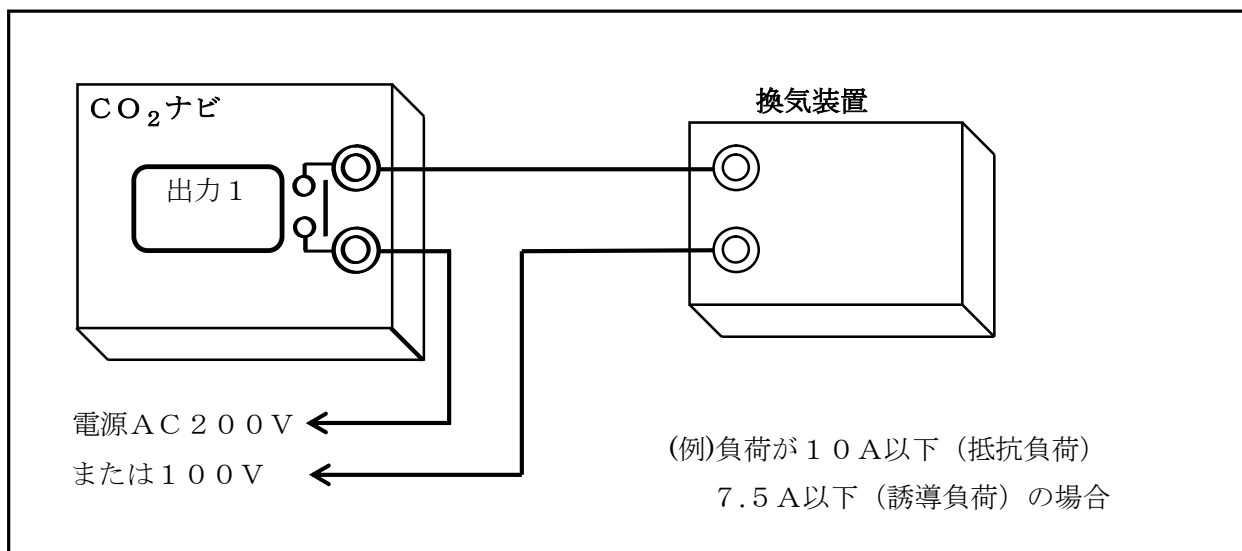 ＣＯ₂ナビ
換気装置
出力１
電源ＡＣ２００Ｖ
または１００Ｖ
(例)負荷が１０Ａ以下（抵抗負荷）
７.５Ａ以下（誘導負荷）の場合